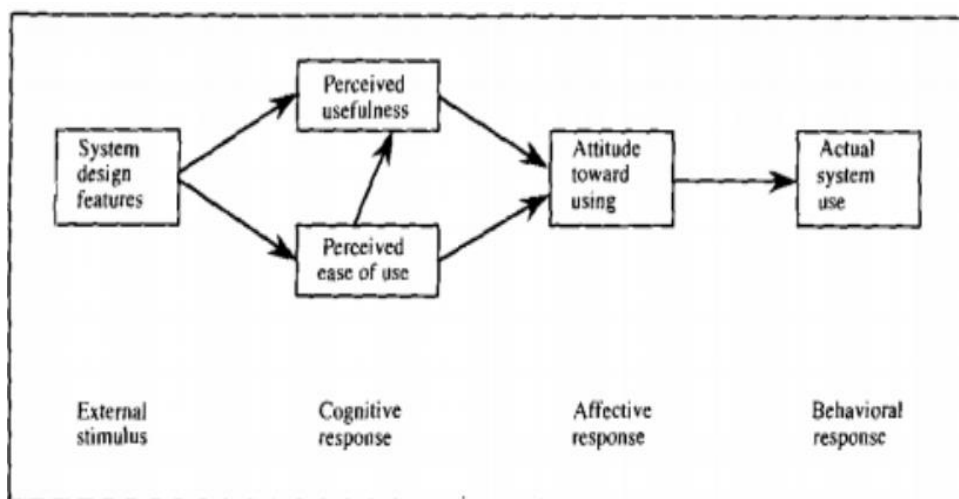 Perceived
usefulness
System
design
features
Attitude
toward
using
Actual
system
use
Perceived
ease of use
External
stimulus
Cognitive
response
Affective
response
Behavioral
response